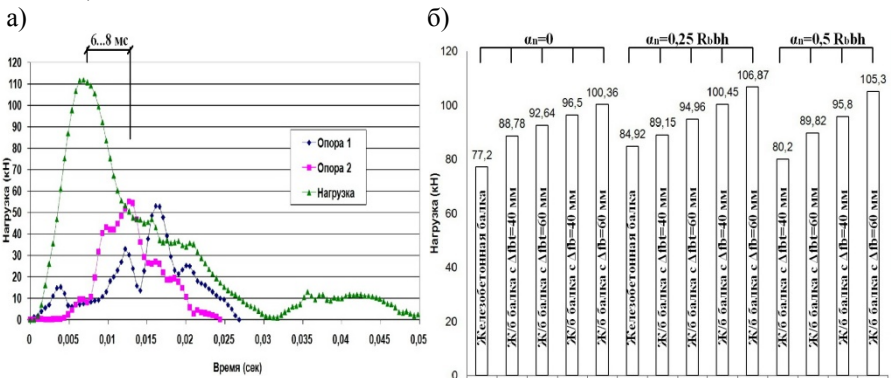 а)
б)
6...8 мс
120
110
100
90
80
70
60
50
40
30
20
10
0
Нагрузка (кН)
0
0,005
0,01
0,015
0,02
0,025
0,03
0,035
0,04
0,045
0,05
Время (сек)
Опора 1
Опора 2
Нагрузка
αn=0
αn=0,25 Rbbh
αn=0,5 Rbbh
120
100
80
60
40
20
0
Нагрузка (кН)
77,2
88,78
92,64
96,5
100,36
84,92
89,15
94,96
100,45
106,87
80,2
89,82
95,8
105,3
Железобетонная балка
Ж/б балка с Δfbt=40 мм
Ж/б балка с Δfbt=60 мм
Ж/б балка с Δfb=40 мм
Ж/б балка с Δfb=60 мм
Железобетонная балка
Ж/б балка с Δfbt=40 мм
Ж/б балка с Δfbt=60 мм
Ж/б балка с Δfb=40 мм
Ж/б балка с Δfb=60 мм
Ж/б балка с Δfbt=40 мм
Ж/б балка с Δfbt=60 мм
Ж/б балка с Δfb=40 мм
Ж/б балка с Δfb=60 мм